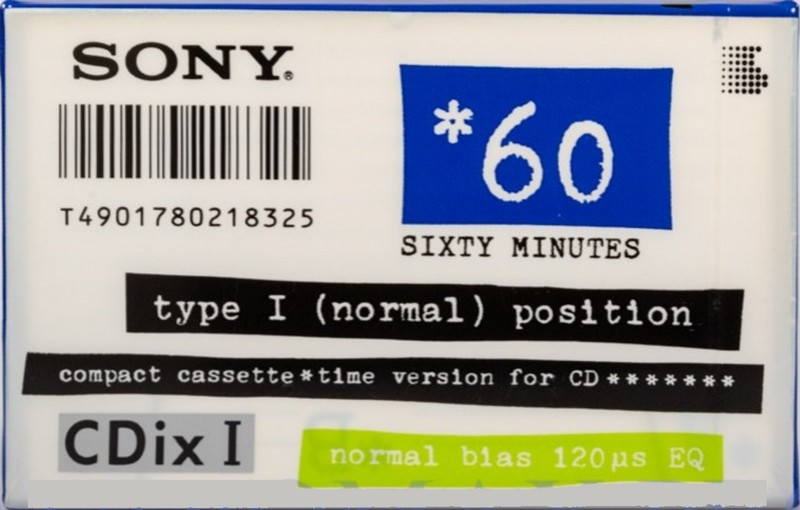 SONY®
*60
T4901780218325
SIXTY MINUTES
type I (normal) position
compact cassette*time version for CD*******
CDix I
normal bias 120µs EQ